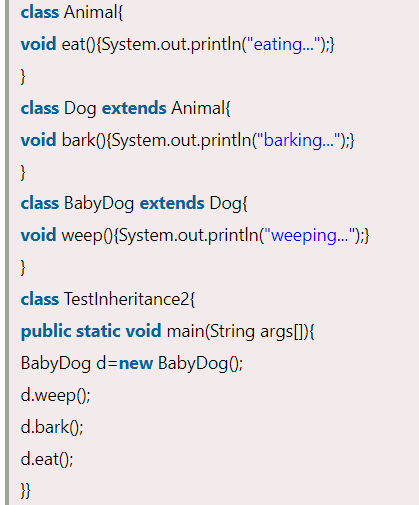 class Animal{
void eat(){System.out.println("eating...");}
}
class Dog extends Animal{
void bark(){System.out.println("barking...");}
}
class BabyDog extends Dog{
void weep(){System.out.println("weeping...");}
}
class TestInheritance2{
public static void main(String args[]){
BabyDog d=new BabyDog();
d.weep();
d.bark();
d.eat();
}}